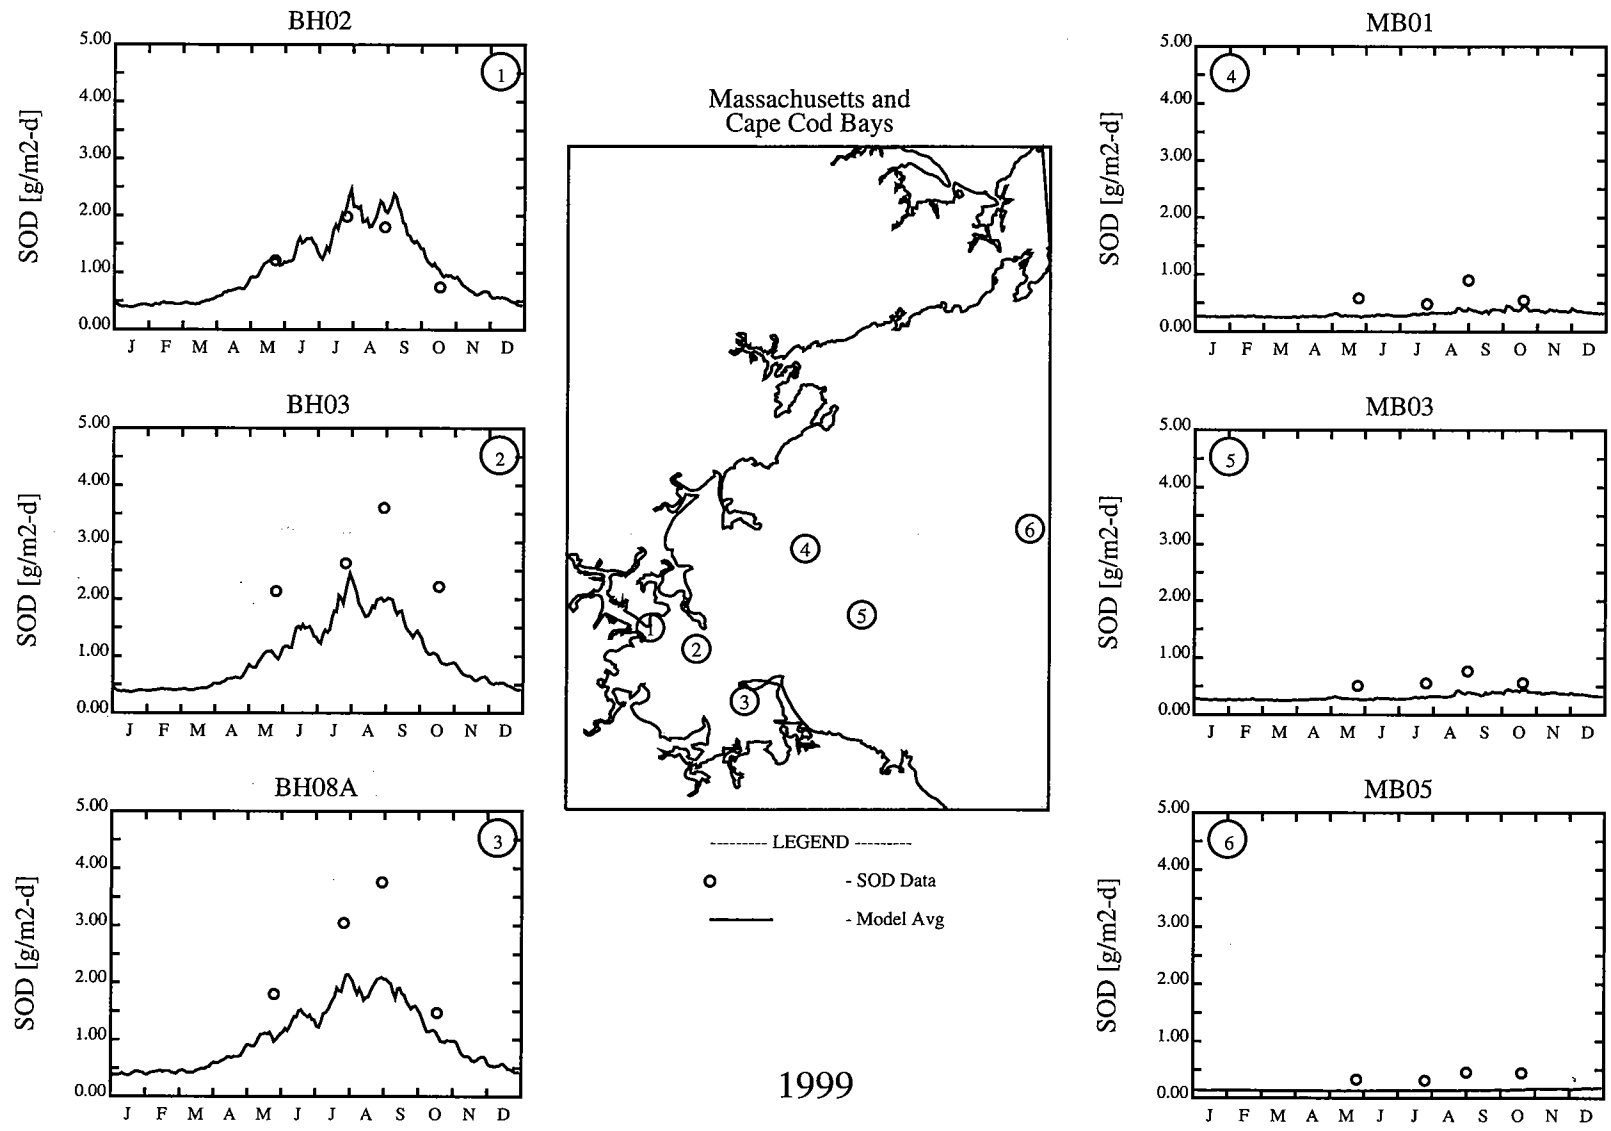 BH02
5.00
4.00
3.00
2.00
1.00
0.00
SOD [g/m2-d]
1
J F M A M J J A S O N D
BH03
5.00
4.00
3.00
2.00
1.00
0.00
SOD [g/m2-d]
2
J F M A M J J A S O N D
BH08A
5.00
4.00
3.00
2.00
1.00
0.00
SOD [g/m2-d]
3
J F M A M J J A S O N D
Massachusetts and
Cape Cod Bays
6
4
5
1
2
3
---------- LEGEND ----------
- SOD Data
- Model Avg
1999
MB01
5.00
4.00
3.00
2.00
1.00
0.00
SOD [g/m2-d]
4
J F M A M J J A S O N D
MB03
5.00
4.00
3.00
2.00
1.00
0.00
SOD [g/m2-d]
5
J F M A M J J A S O N D
MB05
5.00
4.00
3.00
2.00
1.00
0.00
SOD [g/m2-d]
6
J F M A M J J A S O N D